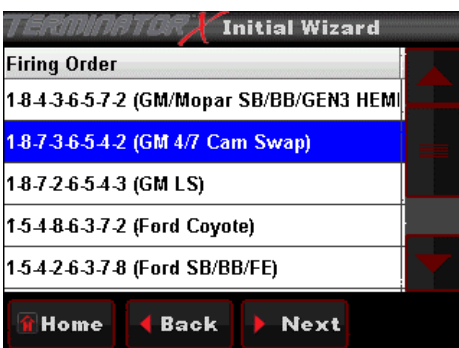 TERMINATOR X Initial Wizard
Firing Order
1-8-4-3-6-5-7-2 (GM/Mopar SB/BB/GEN3 HEMI
1-8-7-3-6-5-4-2 (GM 4/7 Cam Swap)
1-8-7-2-6-5-4-3 (GM LS)
1-5-4-8-6-3-7-2 (Ford Coyote)
1-5-4-2-6-3-7-8 (Ford SB/BB/FE)
Home Back Next